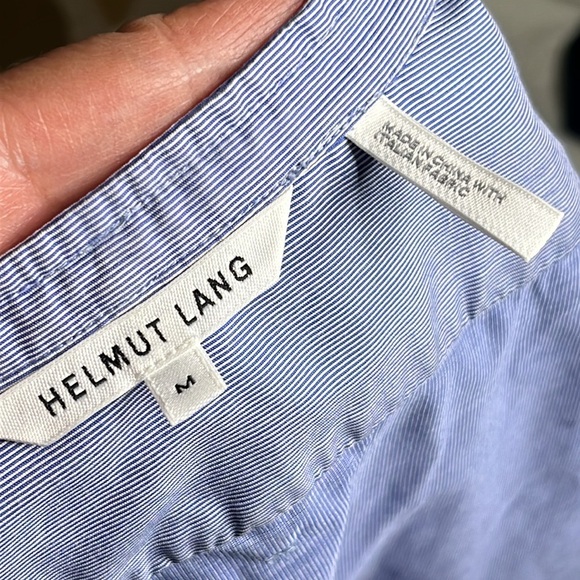 HELMUT LANG
M
MADE IN CHINA WITH
ITALIAN FABRIC